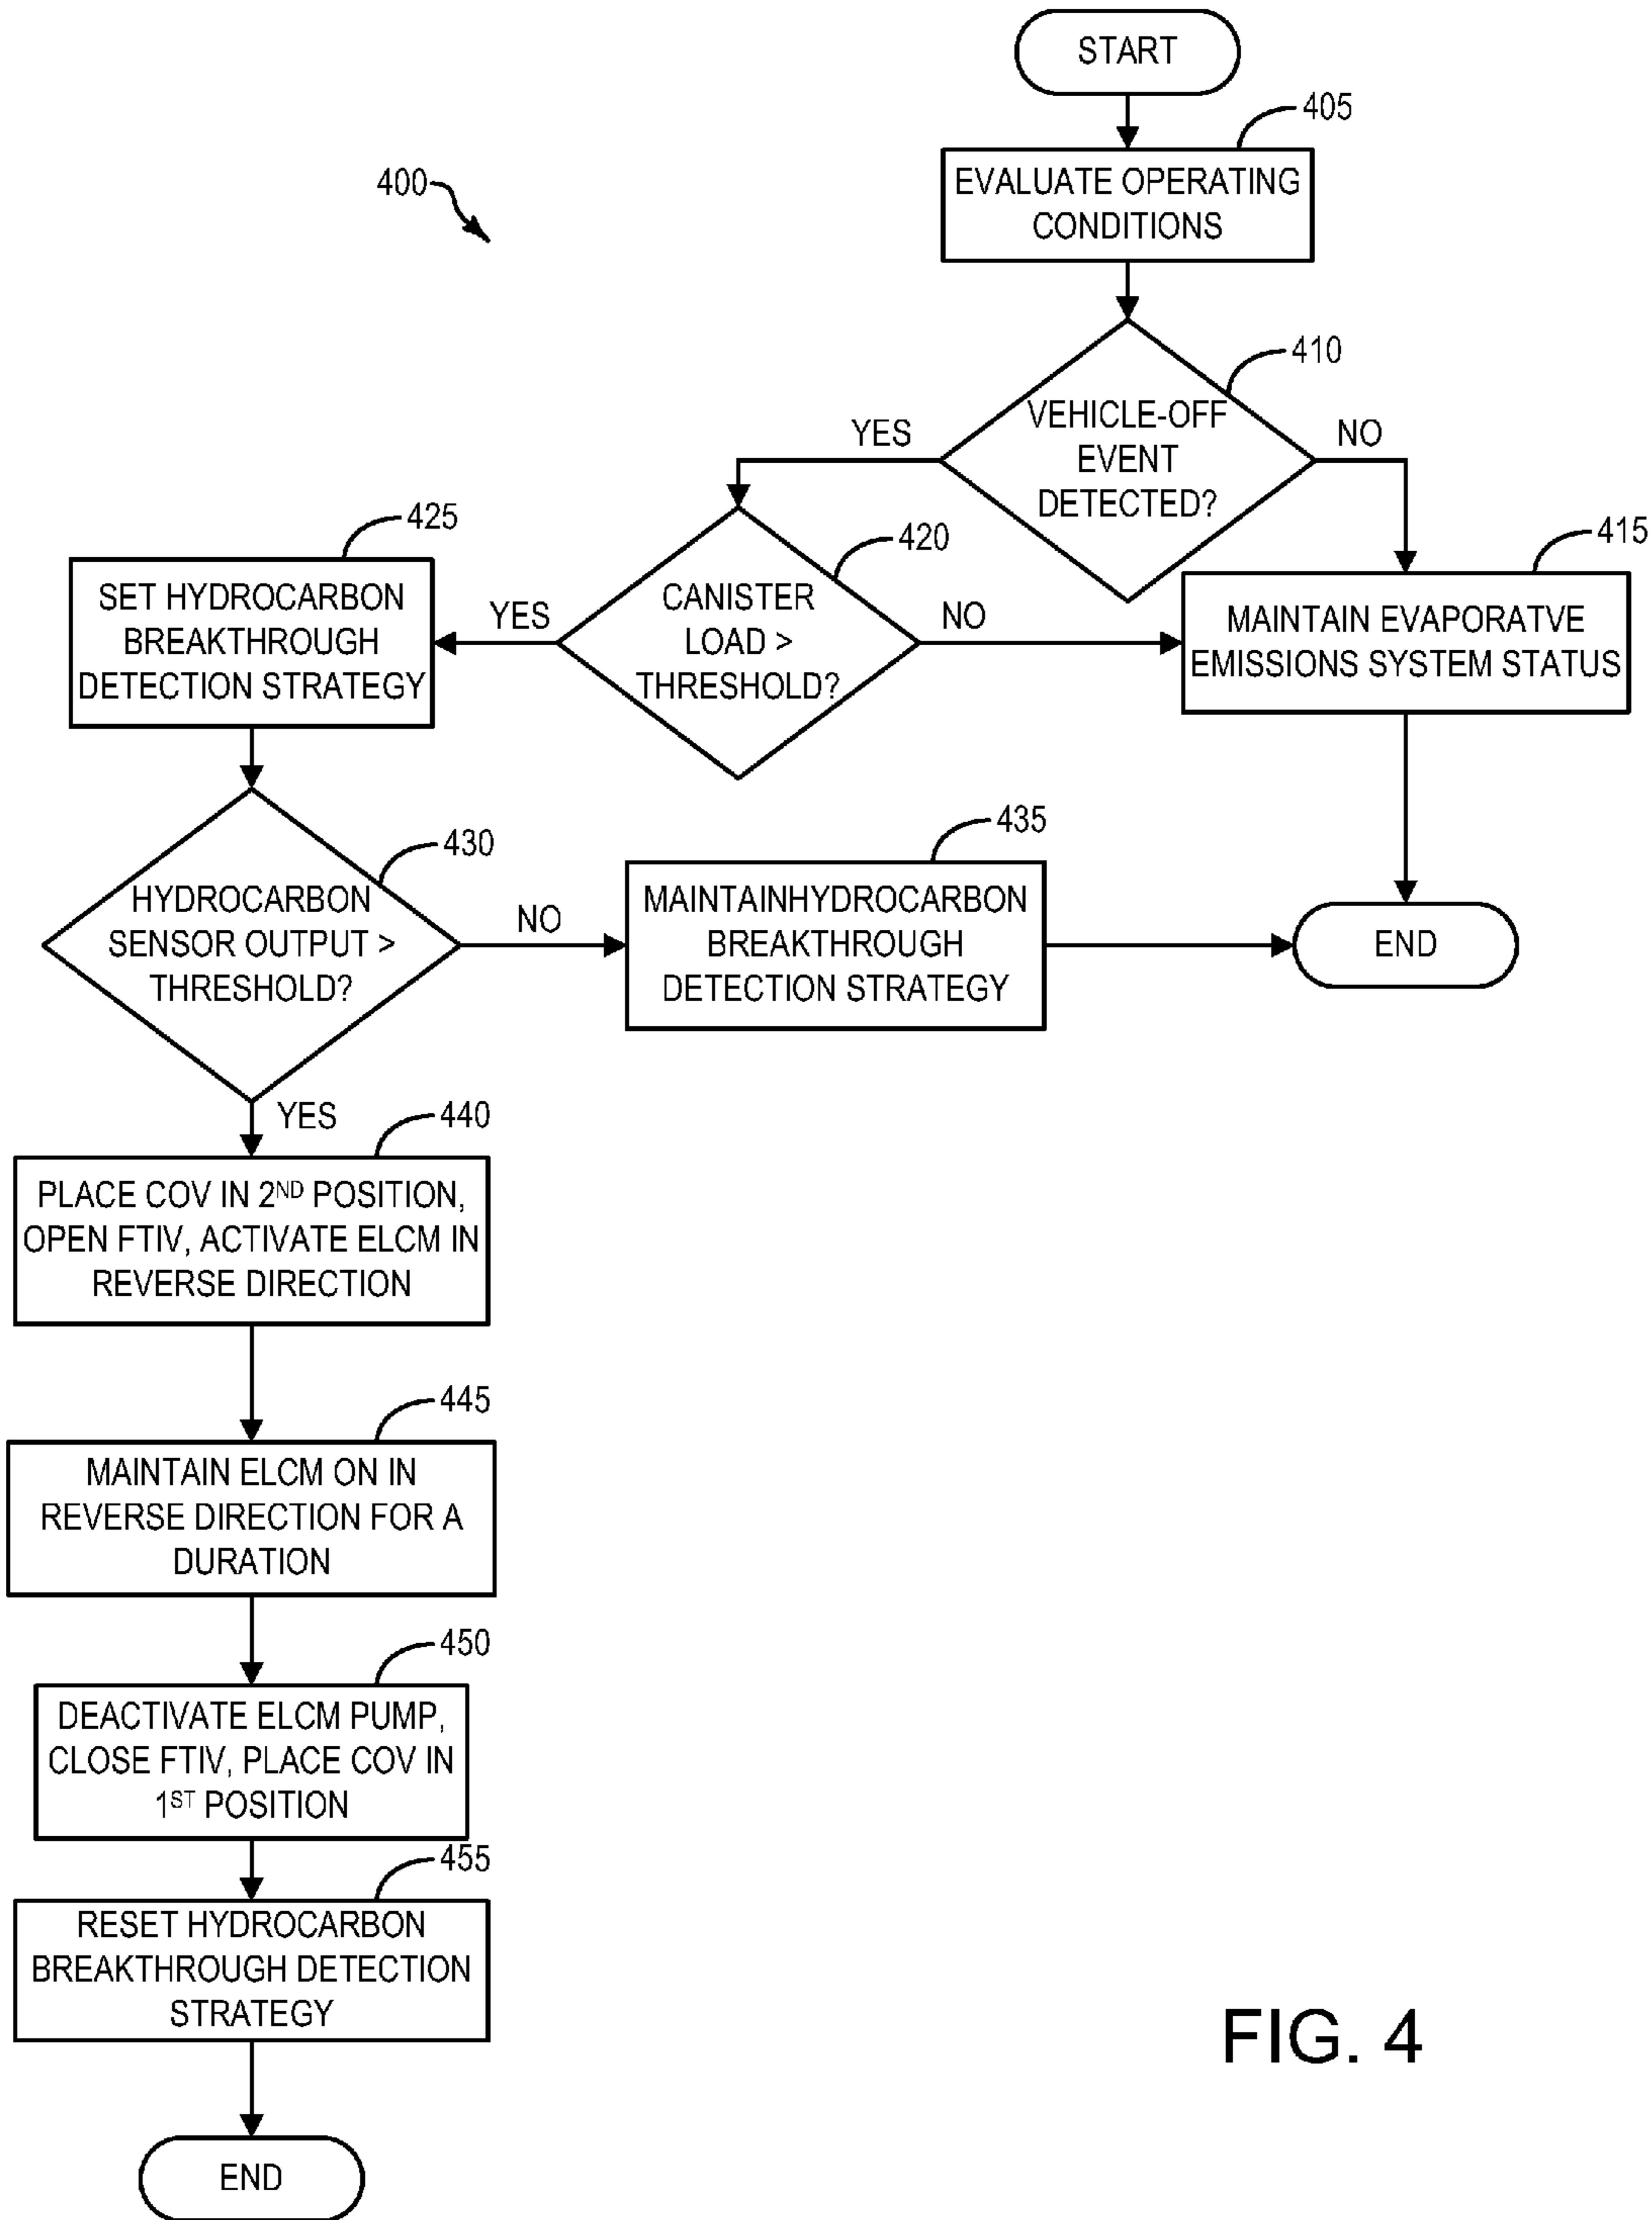 START
405
EVALUATE OPERATING
CONDITIONS
400
410
VEHICLE-OFF
EVENT
DETECTED?
YES
NO
415
MAINTAIN EVAPORATVE
EMISSIONS SYSTEM STATUS
420
CANISTER
LOAD >
THRESHOLD?
YES
NO
425
SET HYDROCARBON
BREAKTHROUGH
DETECTION STRATEGY
430
HYDROCARBON
SENSOR OUTPUT >
THRESHOLD?
NO
435
MAINTAINHYDROCARBON
BREAKTHROUGH
DETECTION STRATEGY
END
YES
440
PLACE COV IN 2ND POSITION,
OPEN FTIV, ACTIVATE ELCM IN
REVERSE DIRECTION
445
MAINTAIN ELCM ON IN
REVERSE DIRECTION FOR A
DURATION
450
DEACTIVATE ELCM PUMP,
CLOSE FTIV, PLACE COV IN
1ST POSITION
455
RESET HYDROCARBON
BREAKTHROUGH DETECTION
STRATEGY
END
FIG. 4